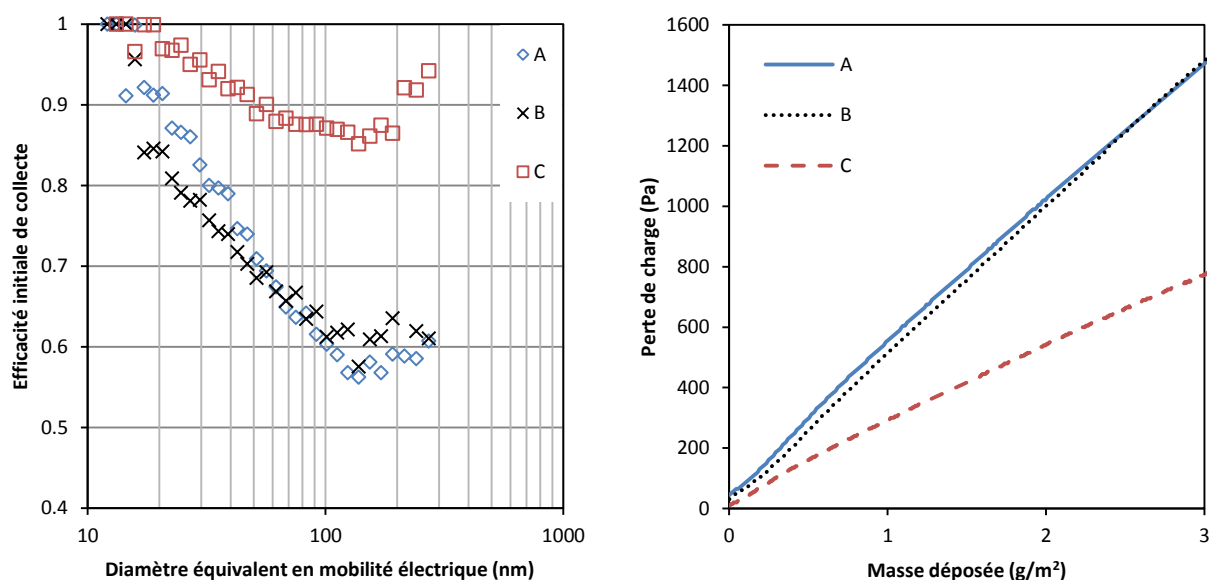 Efficacité initiale de collecte
1
0.9
0.8
0.7
0.6
0.5
0.4
A
B
C
10
100
1000
Diamètre équivalent en mobilité électrique (nm)
Perte de charge (Pa)
1600
1400
1200
1000
800
600
400
200
0
A
B
C
0
1
2
3
Masse déposée (g/m²)